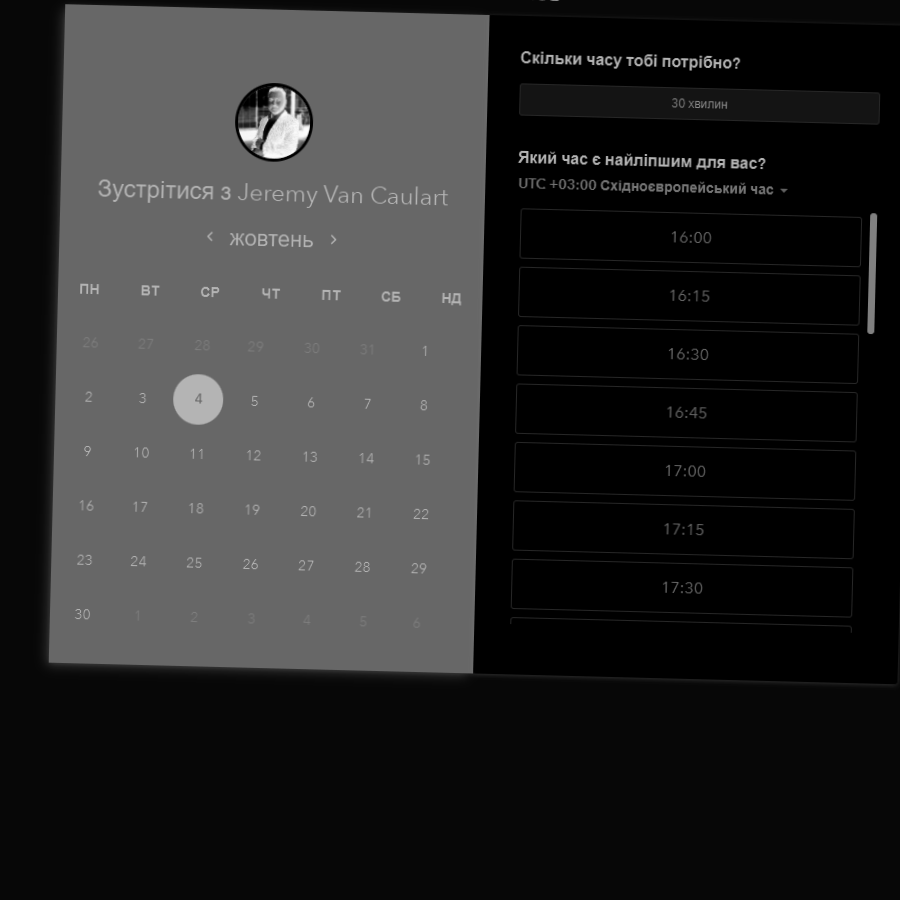 Зустрітися з Jeremy Van Caulart
жовтень
ПН ВТ СР ЧТ ПТ СБ НД
26 27 28 29 30 31 1
2 3 4 5 6 7 8
9 10 11 12 13 14 15
16 17 18 19 20 21 22
23 24 25 26 27 28 29
30 1 2 3 4 5 6
Скільки часу тобі потрібно?
30 хвилин
Який час є найліпшим для вас?
UTC +03:00 Східноєвропейський час
16:00
16:15
16:30
16:45
17:00
17:15
17:30